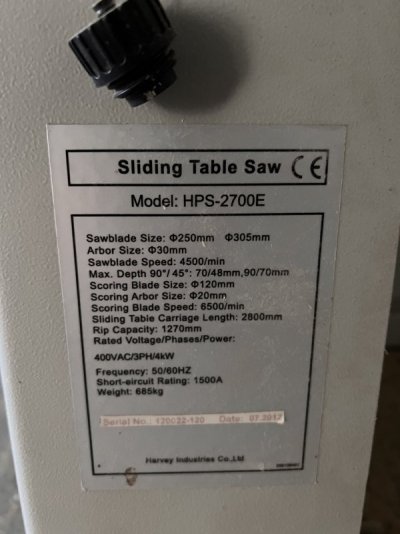 Sliding Table Saw CE
Model: HPS-2700E
Sawblade Size: Φ250mm Φ305mm
Arbor Size: Φ30mm
Sawblade Speed: 4500/min
Max. Depth 90°/ 45°: 70/48mm,90/70mm
Scoring Blade Size: Φ120mm
Scoring Arbor Size: Φ20mm
Scoring Blade Speed: 6500/min
Sliding Table Carriage Length: 2800mm
Rip Capacity: 1270mm
Rated Voltage/Phases/Power:
400VAC/3PH/4kW
Frequency: 50/60HZ
Short-eircuit Rating: 1500A
Weight: 685kg
Serial No.: 120022-120 Date: 07.2012
Harvey Industries Co.,Ltd